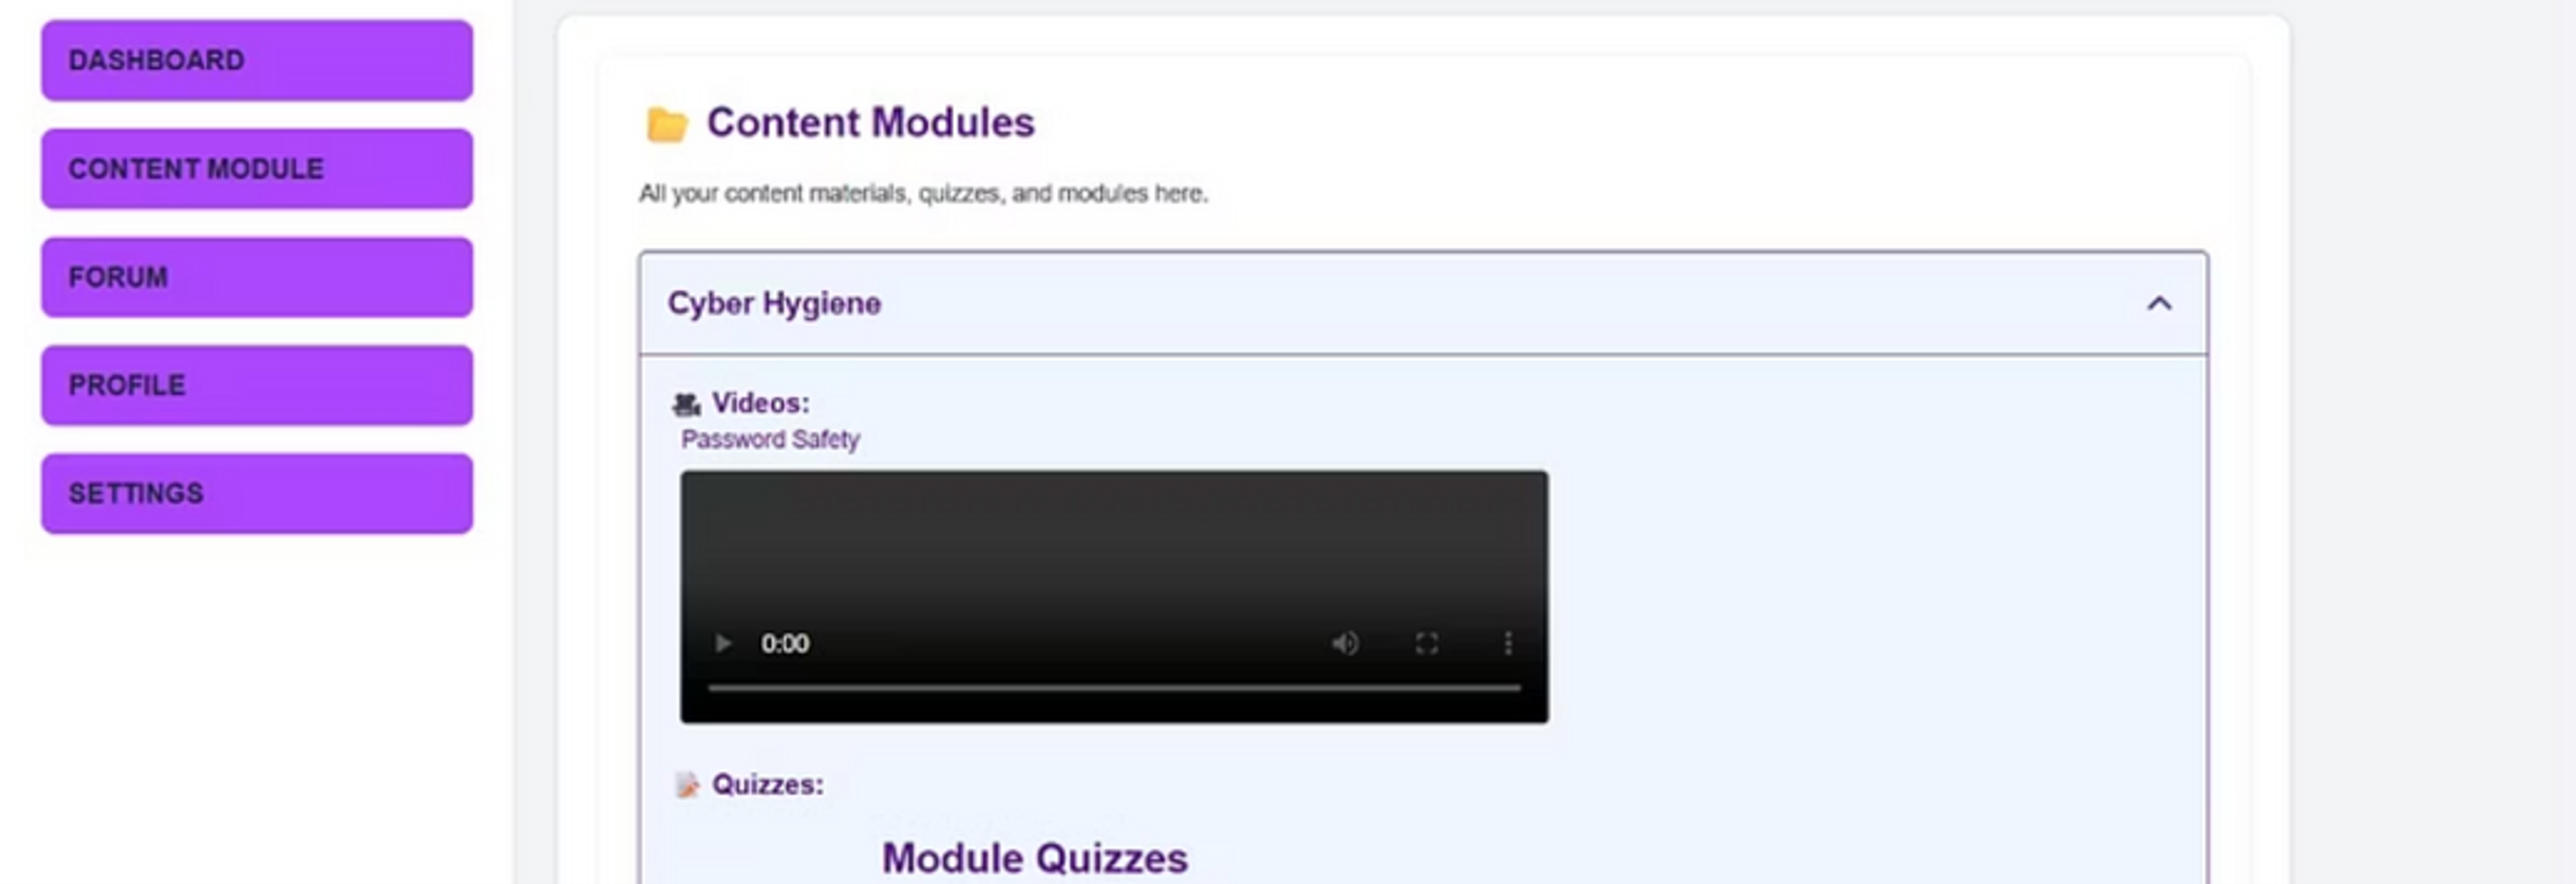 DASHBOARD
CONTENT MODULE
FORUM
PROFILE
SETTINGS
Content Modules
All your content materials, quizzes, and modules here.
Cyber Hygiene
Videos:
Password Safety
0:00
Quizzes:
Module Quizzes